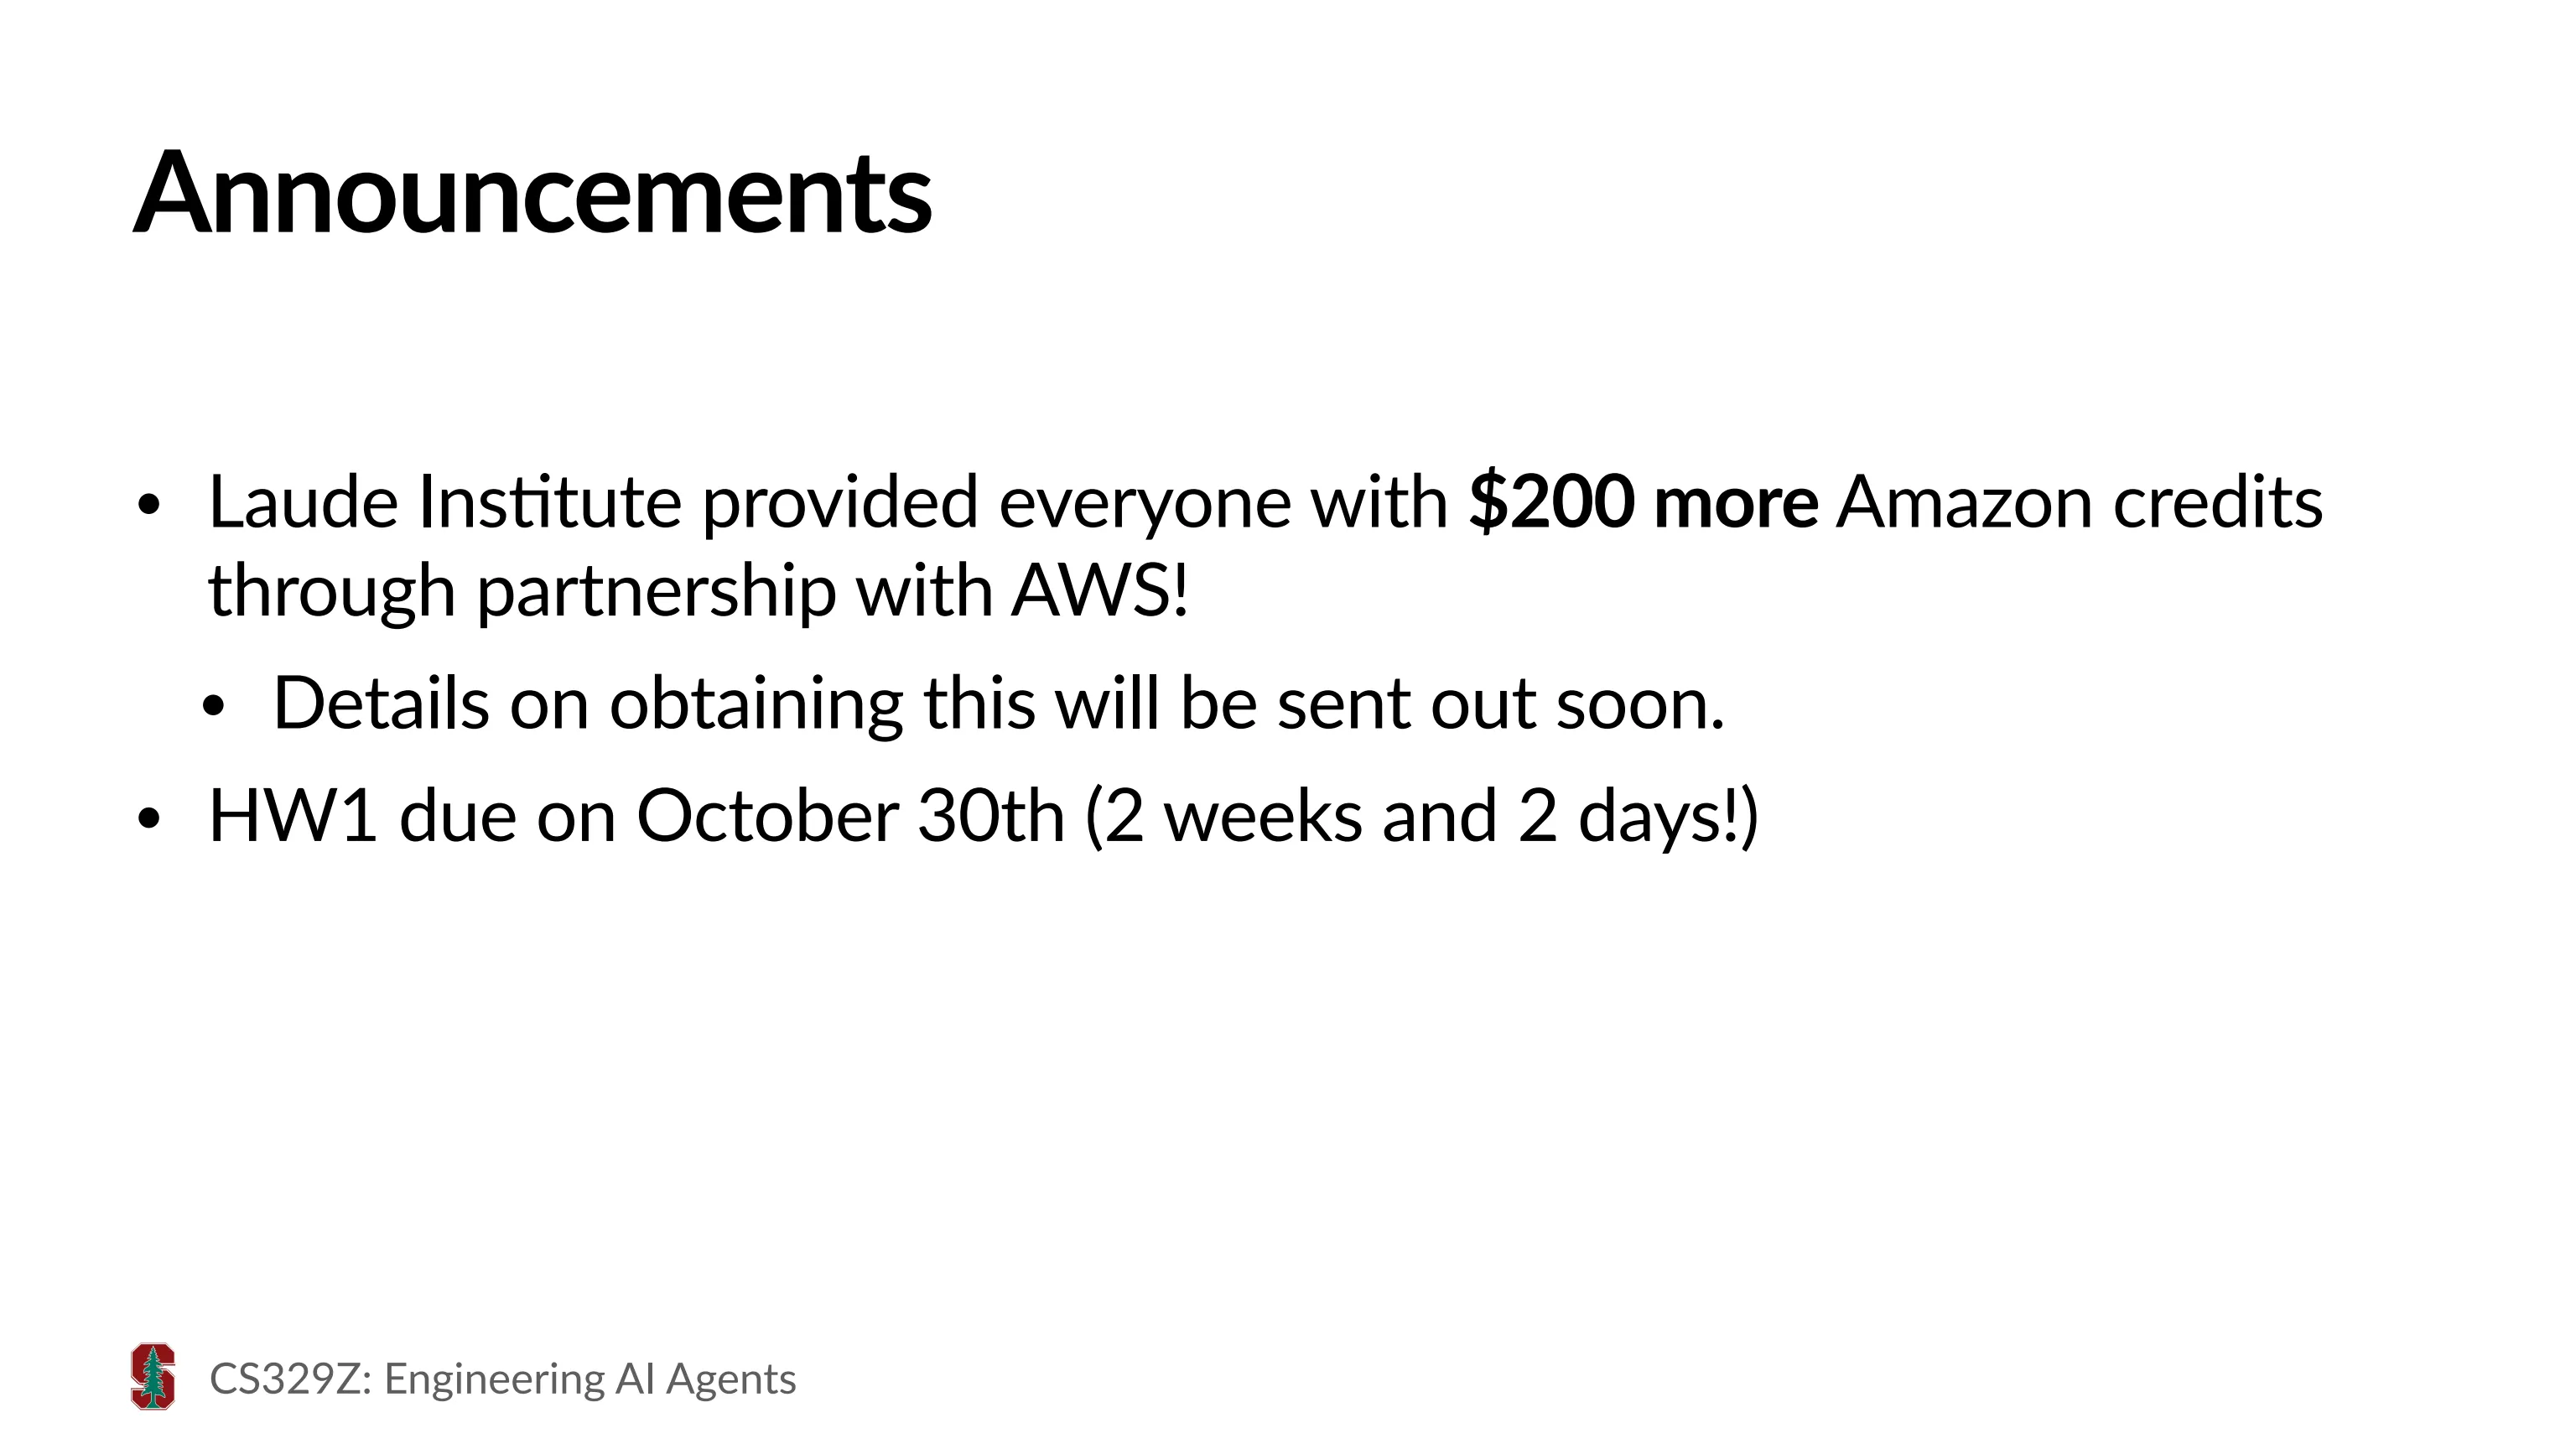 Announcements
• Laude Institute provided everyone with $200 more Amazon credits
through partnership with AWS!
• Details on obtaining this will be sent out soon.
• HW1 due on October 30th (2 weeks and 2 days!)
CS329Z: Engineering AI Agents